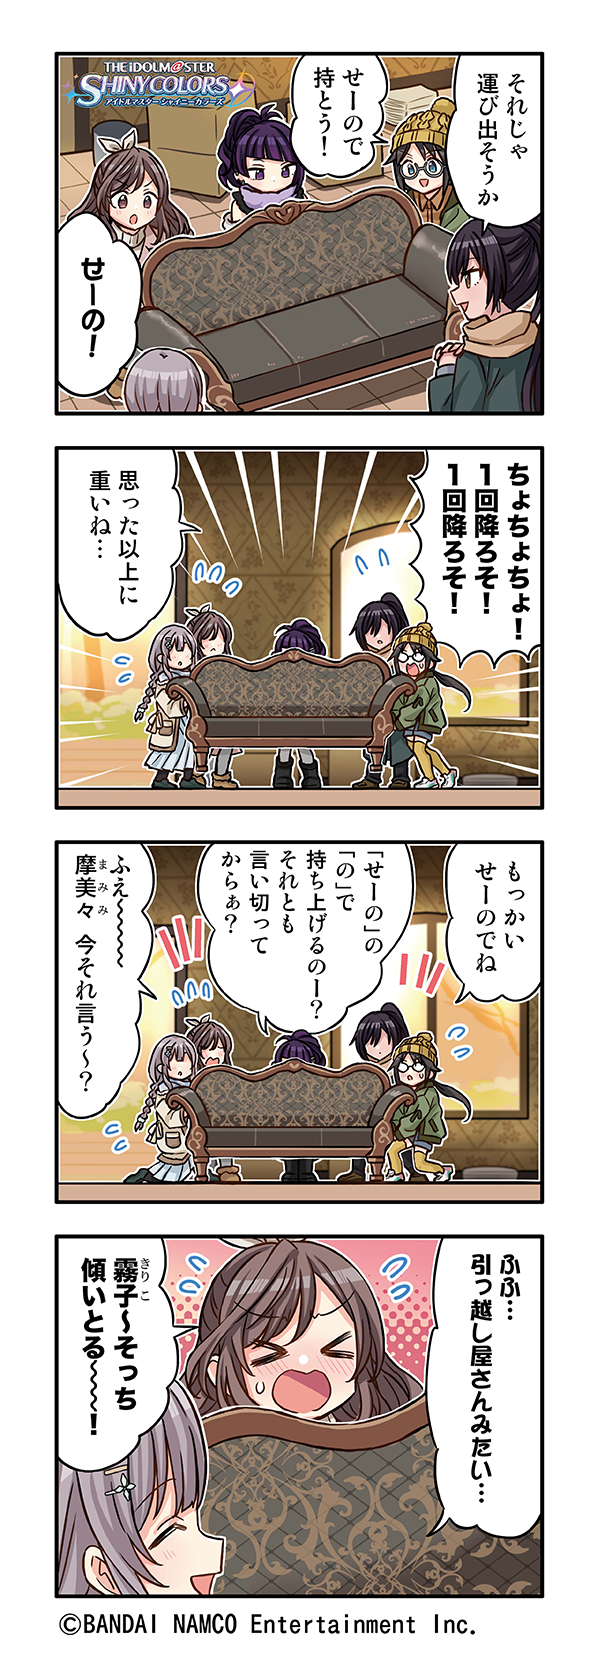 THE iDOLM@STER
SHINY COLORS
アイドルマスター シャイニーカラーズ
それじゃ
運び出そうか
せーので
持とう！
せーの！
ちょちょちょ！
１回降ろそ！
１回降ろそ！
思った以上に
重いね…
もっかい
せーのでね
「せーの」の
「の」で
持ち上げるのー？
それとも
言い切って
からぁ？
ふえ〜〜〜〜
摩美々 今それ言う〜？
まみみ
ふふ…
引っ越し屋さんみたい…
霧子〜そっち
きりこ
傾いとる〜〜〜！
©BANDAI NAMCO Entertainment Inc.